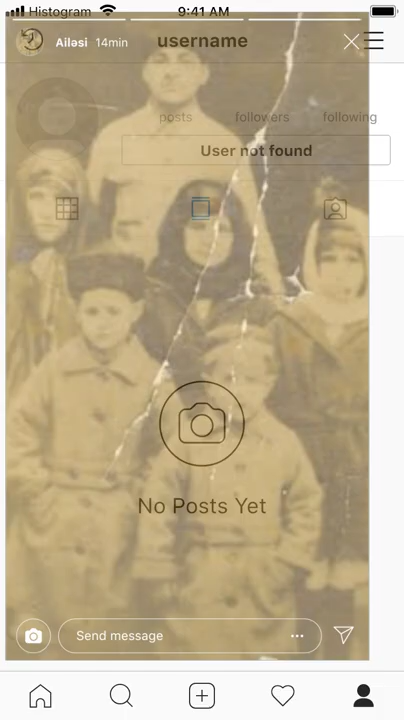 Histogram 9:41 AM
Ailəsi 14min username
posts followers following
User not found
No Posts Yet
Send message